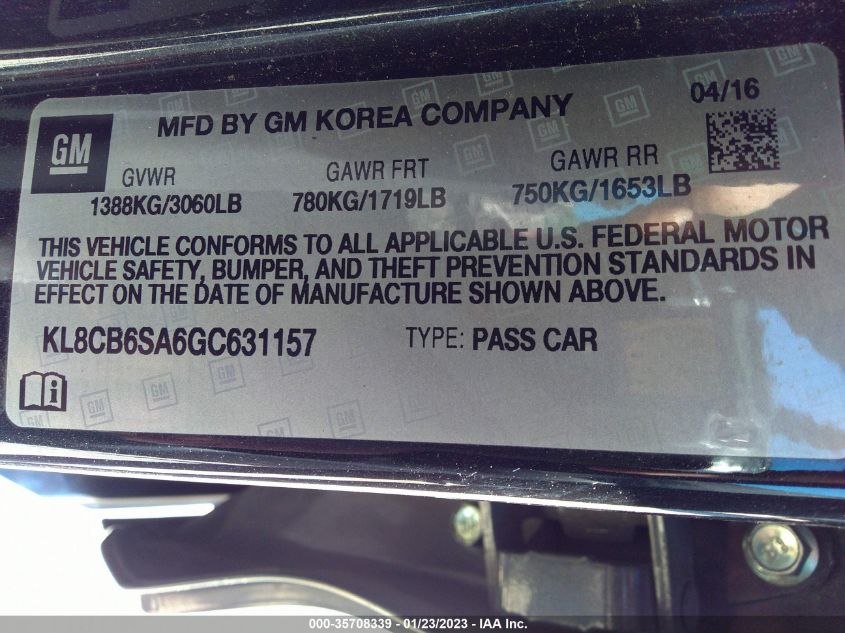 GM
MFD BY GM KOREA COMPANY
04/16
GVWR GAWR FRT GAWR RR
1388KG/3060LB 780KG/1719LB 750KG/1653LB
THIS VEHICLE CONFORMS TO ALL APPLICABLE U.S. FEDERAL MOTOR
VEHICLE SAFETY, BUMPER, AND THEFT PREVENTION STANDARDS IN
EFFECT ON THE DATE OF MANUFACTURE SHOWN ABOVE.
KL8CB6SA6GC631157 TYPE: PASS CAR
000-35708339 - 01/23/2023 - IAA Inc.